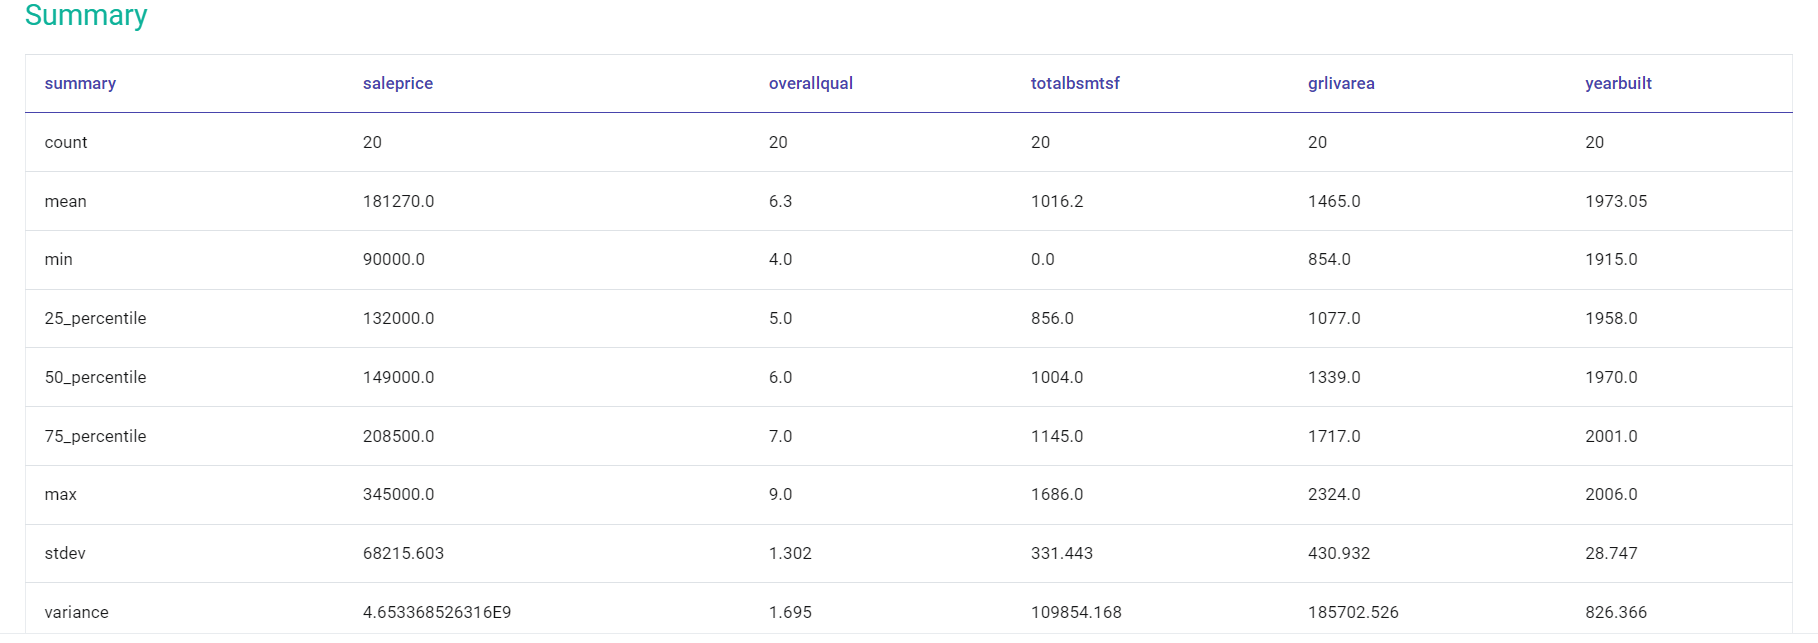 Summary
summary saleprice overallqual totalbsmtsf grlivarea yearbuilt
count 20 20 20 20 20
mean 181270.0 6.3 1016.2 1465.0 1973.05
min 90000.0 4.0 0.0 854.0 1915.0
25_percentile 132000.0 5.0 856.0 1077.0 1958.0
50_percentile 149000.0 6.0 1004.0 1339.0 1970.0
75_percentile 208500.0 7.0 1145.0 1717.0 2001.0
max 345000.0 9.0 1686.0 2324.0 2006.0
stdev 68215.603 1.302 331.443 430.932 28.747
variance 4.653368526316E9 1.695 109854.168 185702.526 826.366